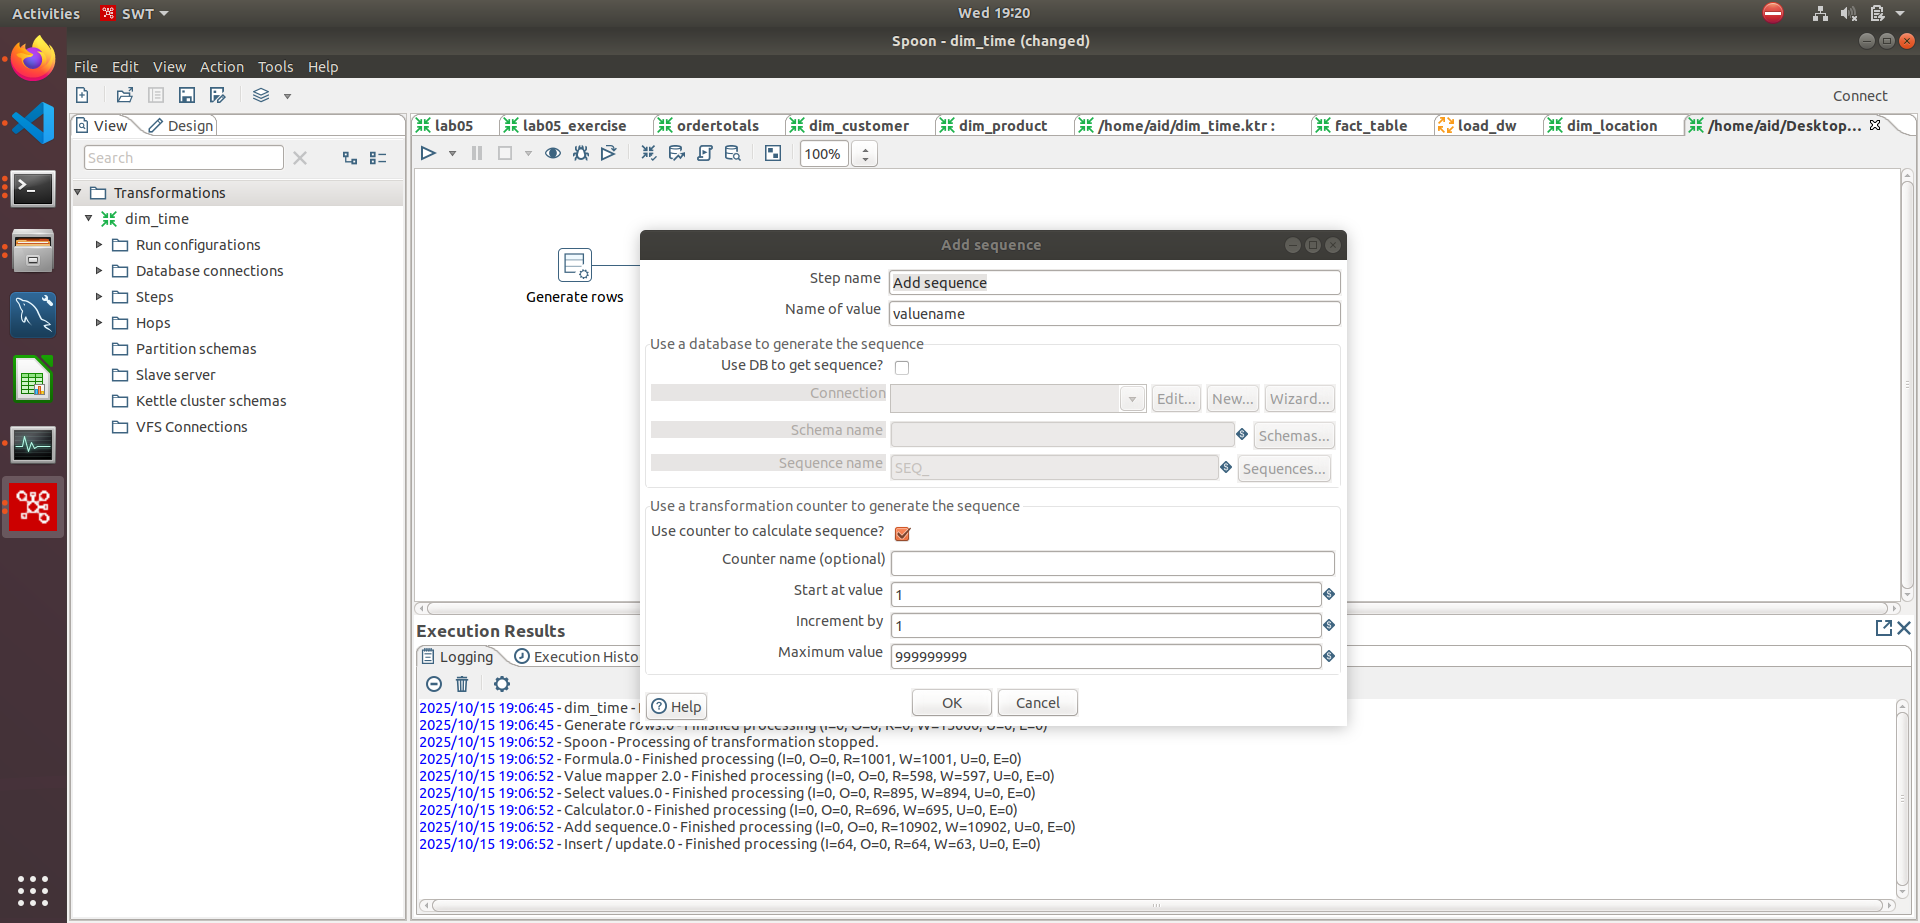 Activities
SWT
Wed 19:20
Spoon - dim_time (changed)
File Edit View Action Tools Help
Connect
View
Design
lab05
lab05_exercise
ordertotals
dim_customer
dim_product
/home/aid/dim_time.ktr :
fact_table
load_dw
dim_location
/home/aid/Desktop...
Search
100%
Transformations
dim_time
Run configurations
Database connections
Steps
Hops
Partition schemas
Slave server
Kettle cluster schemas
VFS Connections
Generate rows
Add sequence
Step name Add sequence
Name of value valuename
Use a database to generate the sequence
Use DB to get sequence?
Connection Edit... New... Wizard...
Schema name Schemas...
Sequence name SEQ_ Sequences...
Use a transformation counter to generate the sequence
Use counter to calculate sequence?
Counter name (optional)
Start at value 1
Increment by 1
Maximum value 999999999
Help OK Cancel
Execution Results
Logging
Execution Histo
2025/10/15 19:06:45 - dim_time -
2025/10/15 19:06:45 - Generate rows.0 - Finished processing (I=0, O=0, R=0, W=15000, U=0, E=0)
2025/10/15 19:06:52 - Spoon - Processing of transformation stopped.
2025/10/15 19:06:52 - Formula.0 - Finished processing (I=0, O=0, R=1001, W=1001, U=0, E=0)
2025/10/15 19:06:52 - Value mapper 2.0 - Finished processing (I=0, O=0, R=598, W=597, U=0, E=0)
2025/10/15 19:06:52 - Select values.0 - Finished processing (I=0, O=0, R=895, W=894, U=0, E=0)
2025/10/15 19:06:52 - Calculator.0 - Finished processing (I=0, O=0, R=696, W=695, U=0, E=0)
2025/10/15 19:06:52 - Add sequence.0 - Finished processing (I=0, O=0, R=10902, W=10902, U=0, E=0)
2025/10/15 19:06:52 - Insert / update.0 - Finished processing (I=64, O=0, R=64, W=63, U=0, E=0)